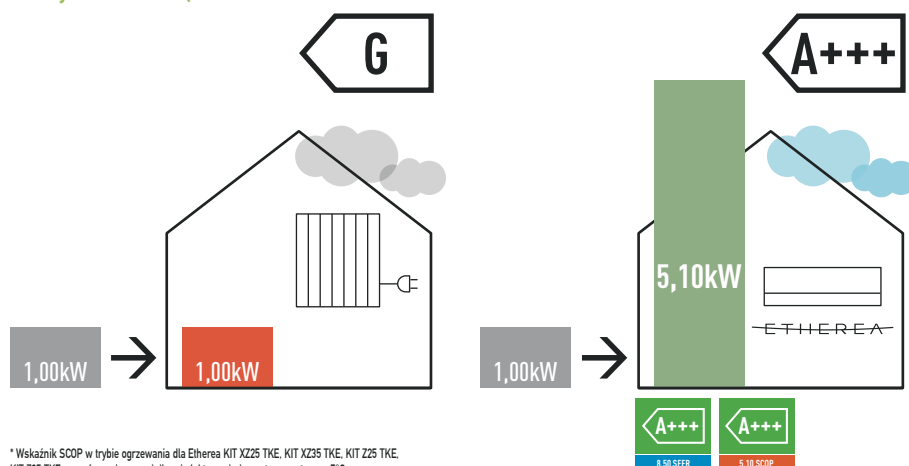 G
A+++
5,10kW
ETHEREA
1,00kW
1,00kW
1,00kW
A+++
A+++
8,50 SEER
5,10 SCOP
* Wskaźnik SCOP w trybie ogrzewania dla Etherea KIT XZ25 TKE, KIT XZ35 TKE, KIT Z25 TKE,